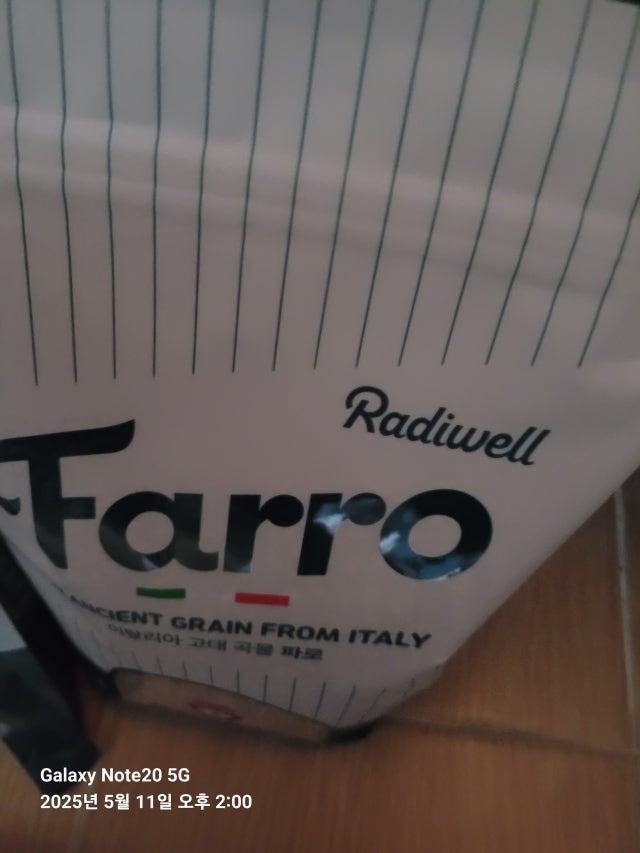 Radiwell
Farro
ANCIENT GRAIN FROM ITALY
이탈리아 고대 곡물 파로
Galaxy Note20 5G
2025년 5월 11일 오후 2:00